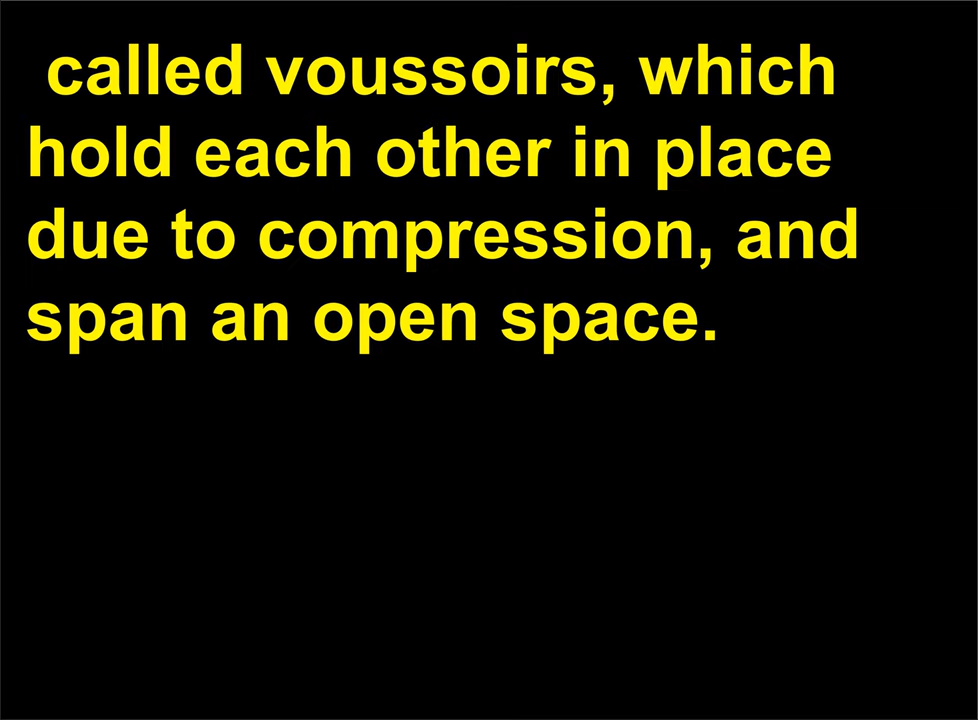 called voussoirs, which
hold each other in place
due to compression, and
span an open space.